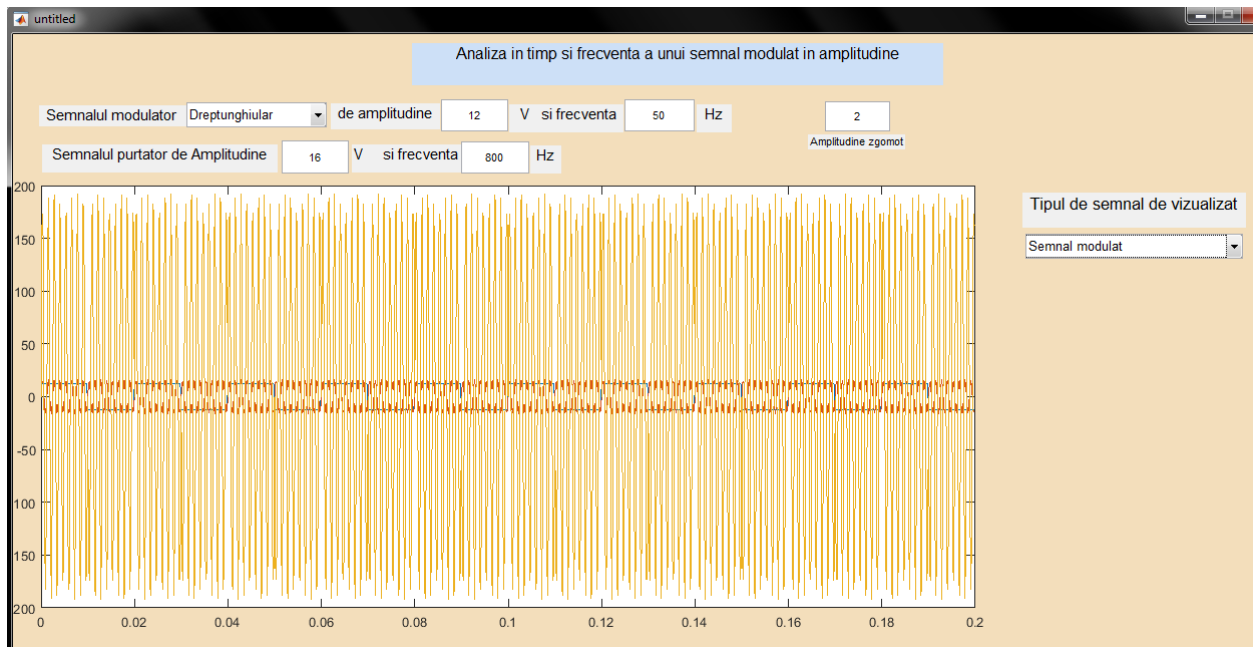 untitled
Analiza in timp si frecventa a unui semnal modulat in amplitudine
Semnalul modulator Dreptunghiular de amplitudine 12 V si frecventa 50 Hz 2
Amplitudine zgomot
Semnalul purtator de Amplitudine 16 V si frecventa 800 Hz
Tipul de semnal de vizualizat
Semnal modulat
200
150
100
50
0
-50
100
150
200
0 0.02 0.04 0.06 0.08 0.1 0.12 0.14 0.16 0.18 0.2